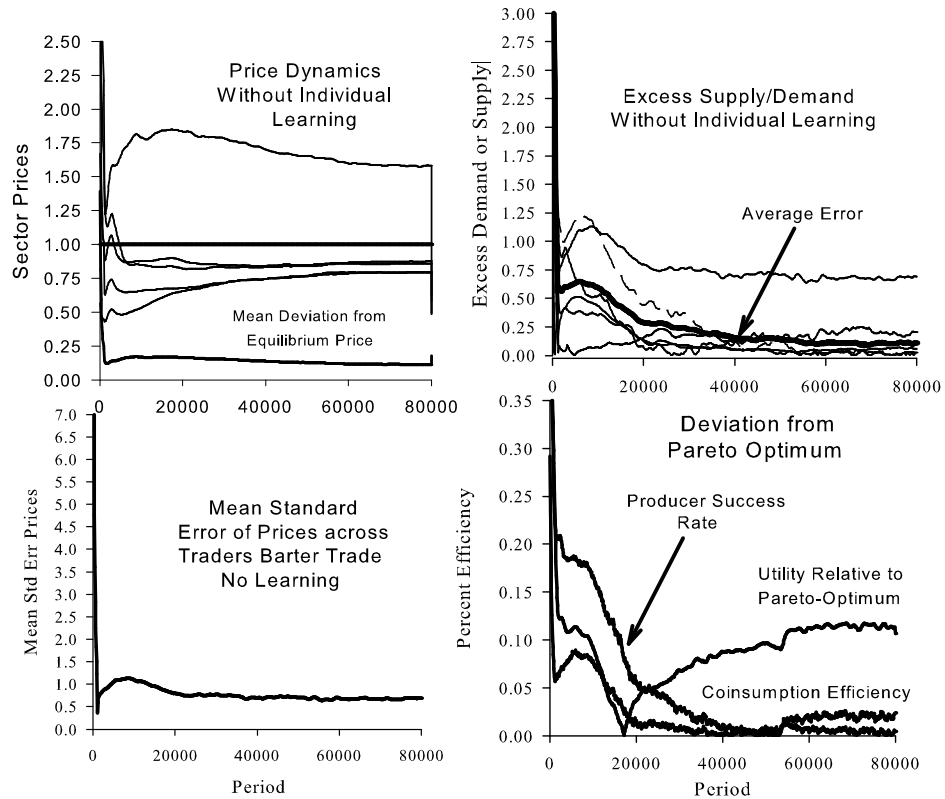 Price Dynamics
Without Individual
Learning
Sector Prices
2.50
2.25
2.00
1.75
1.50
1.25
1.00
0.75
0.50
0.25
0.00
Mean Deviation from
Equilibrium Price
0 20000 40000 60000 80000
Excess Supply/Demand
Without Individual Learning
Excess Demand or Supply|
3.00
2.75
2.50
2.25
2.00
1.75
1.50
1.25
1.00
0.75
0.50
0.25
0.00
Average Error
0 20000 40000 60000 80000
Mean Standard
Error of Prices across
Traders Barter Trade
No Learning
Mean Std Err Prices
7.0
6.5
6.0
5.5
5.0
4.5
4.0
3.5
3.0
2.5
2.0
1.5
1.0
0.5
0.0
0 20000 40000 60000 80000
Period
Deviation from
Pareto Optimum
Percent Efficiency
0.35
0.30
0.25
0.20
0.15
0.10
0.05
0.00
Producer Success
Rate
Utility Relative to
Pareto-Optimum
Coinsumption Efficiency
0 20000 40000 60000 80000
Period